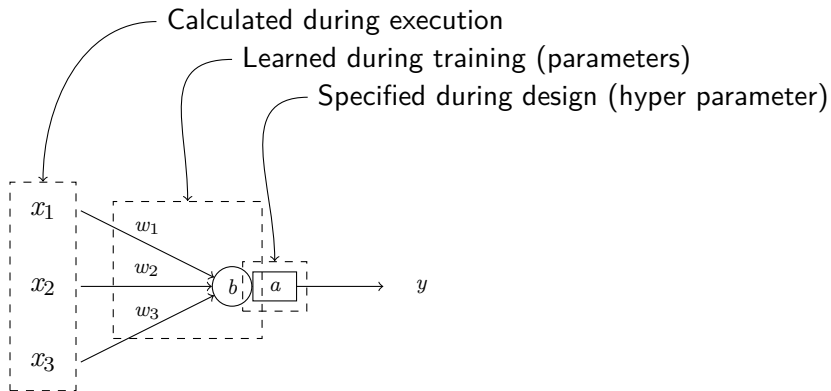 Calculated during execution
Learned during training (parameters)
Specified during design (hyper parameter)
x₁
w₁
x₂
w₂
b
a
y
w₃
x₃